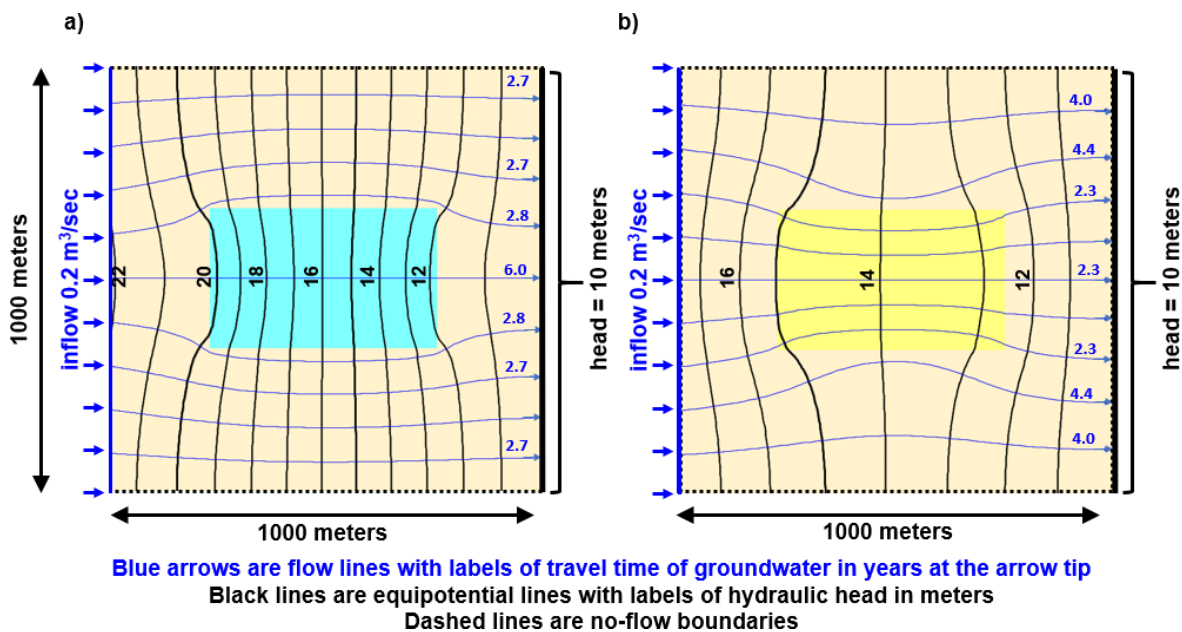 a)
b)
1000 meters
inflow 0.2 m³/sec
22
20
18
16
14
12
2.7
2.7
2.8
6.0
2.8
2.7
2.7
head = 10 meters
1000 meters
inflow 0.2 m³/sec
16
14
12
4.0
4.4
2.3
2.3
2.3
4.4
4.0
head = 10 meters
1000 meters
Blue arrows are flow lines with labels of travel time of groundwater in years at the arrow tip
Black lines are equipotential lines with labels of hydraulic head in meters
Dashed lines are no-flow boundaries